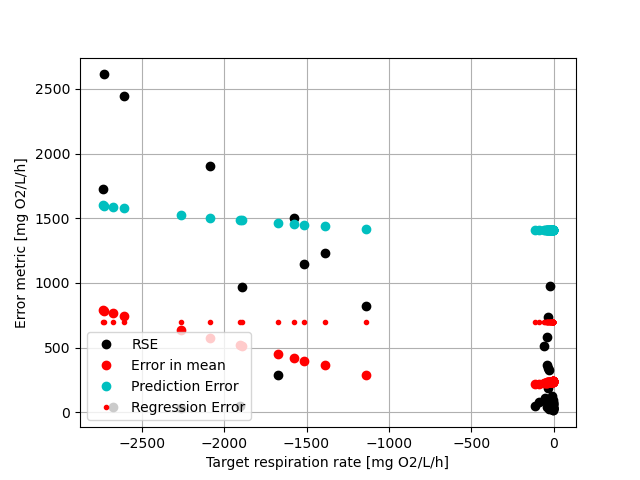 2500
2000
1500
1000
500
0
Error metric [mg O2/L/h]
RSE
Error in mean
Prediction Error
Regression Error
−2500
−2000
−1500
−1000
−500
0
Target respiration rate [mg O2/L/h]